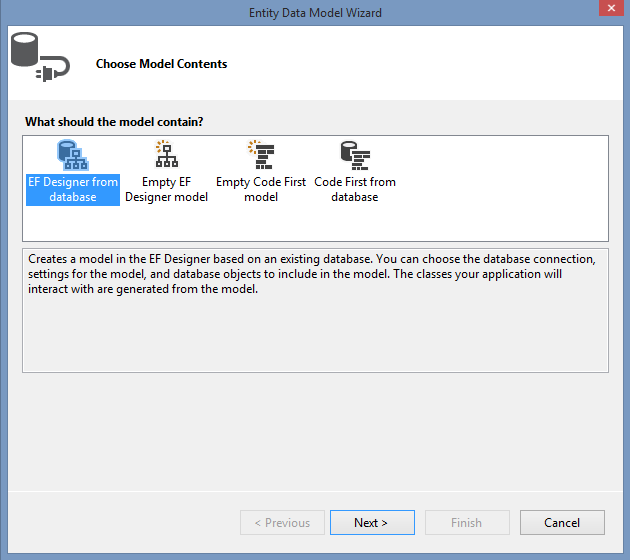 Entity Data Model Wizard
Choose Model Contents
What should the model contain?
EF Designer from
database
Empty EF
Designer model
Empty Code First
model
Code First from
database
Creates a model in the EF Designer based on an existing database. You can choose the database connection,
settings for the model, and database objects to include in the model. The classes your application will
interact with are generated from the model.
< Previous
Next >
Finish
Cancel